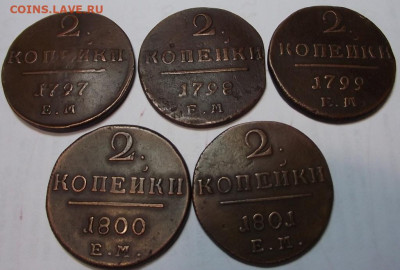 COINS.LAVE.RU
2.
КОПЕЙКИ
1797
Е.М
2.
КОПЕЙКИ
1798
Е.М
2.
КОПЕЙКИ
1799
Е.М
2.
КОПЕЙКИ
1800
Е.М.
2.
КОПЕЙКИ
1801
Е.М.